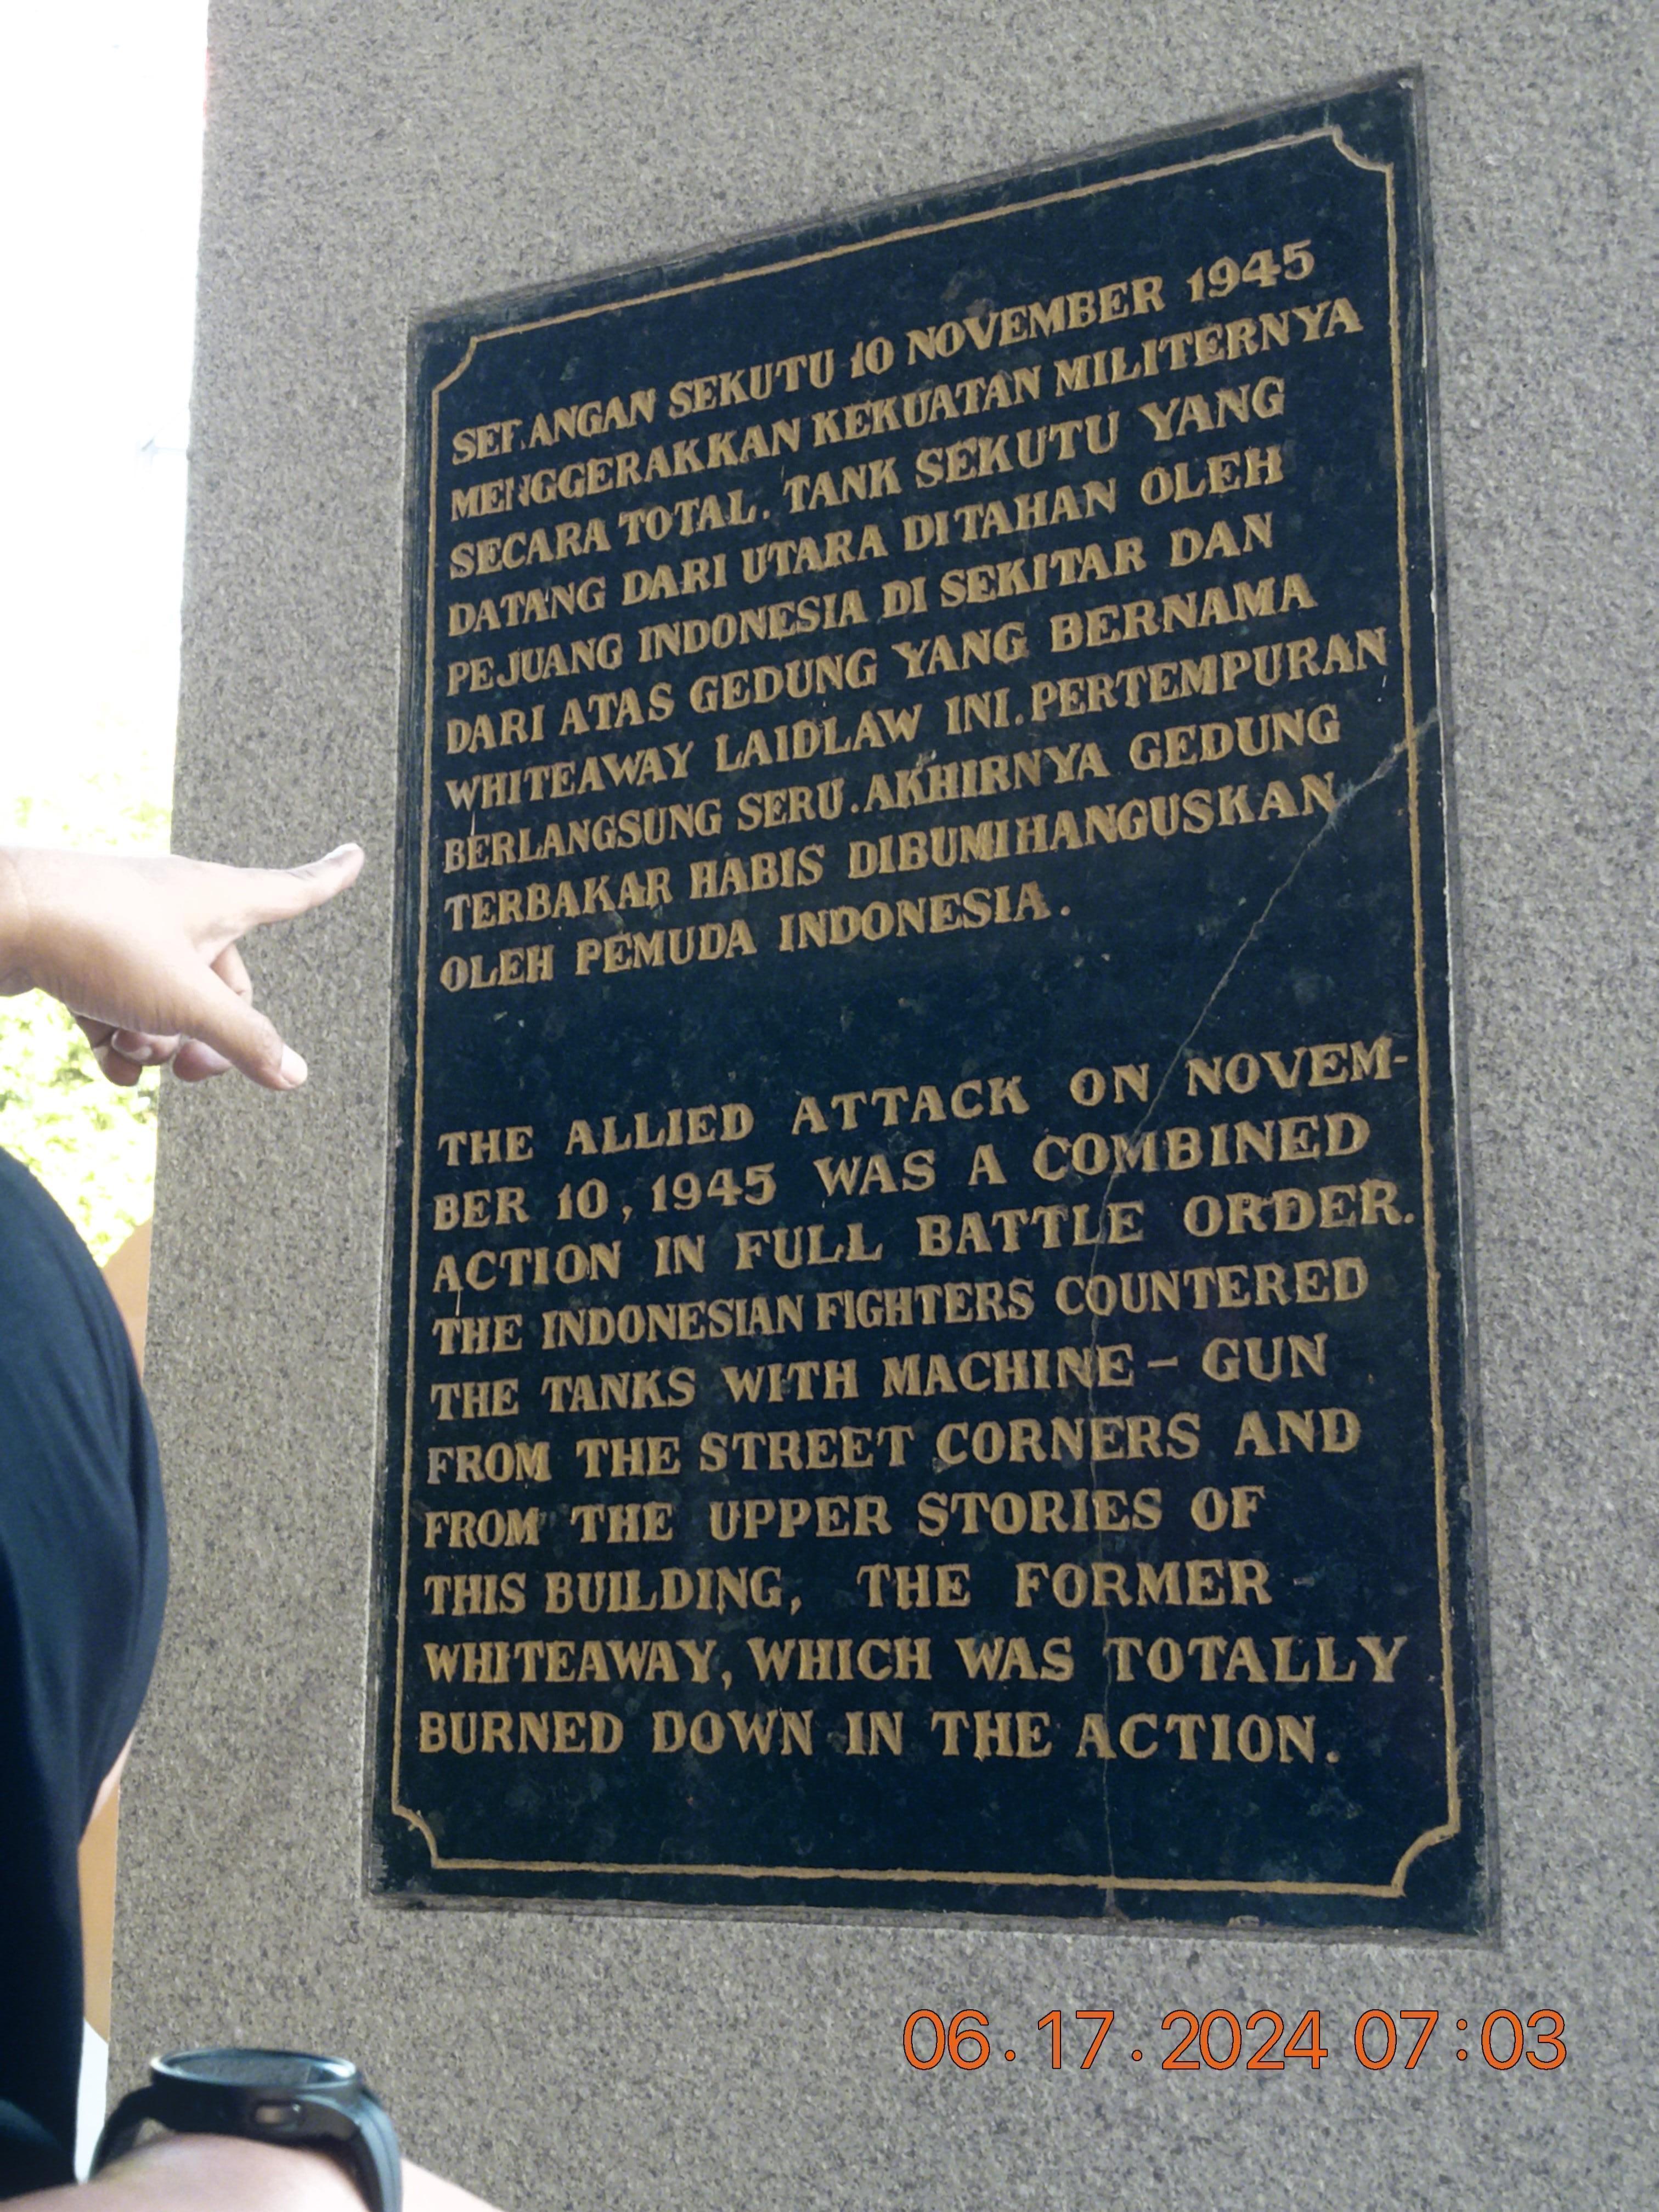 SERANGAN SEKUTU 10 NOVEMBER 1945
MENGGERAKKAN KEKUATAN MILITERNYA
SECARA TOTAL. TANK SEKUTU YANG
DATANG DARI UTARA DITAHAN OLEH
PEJUANG INDONESIA DI SEKITAR DAN
DARI ATAS GEDUNG YANG BERNAMA
WHITEAWAY LAIDLAW INI. PERTEMPURAN
BERLANGSUNG SERU. AKHIRNYA GEDUNG
TERBAKAR HABIS DIBUMIHANGUSKAN
OLEH PEMUDA INDONESIA.
THE ALLIED ATTACK ON NOVEM-
BER 10, 1945 WAS A COMBINED
ACTION IN FULL BATTLE ORDER.
THE INDONESIAN FIGHTERS COUNTERED
THE TANKS WITH MACHINE - GUN
FROM THE STREET CORNERS AND
FROM THE UPPER STORIES OF
THIS BUILDING, THE FORMER
WHITEAWAY, WHICH WAS TOTALLY
BURNED DOWN IN THE ACTION.
06.17.2024 07:03